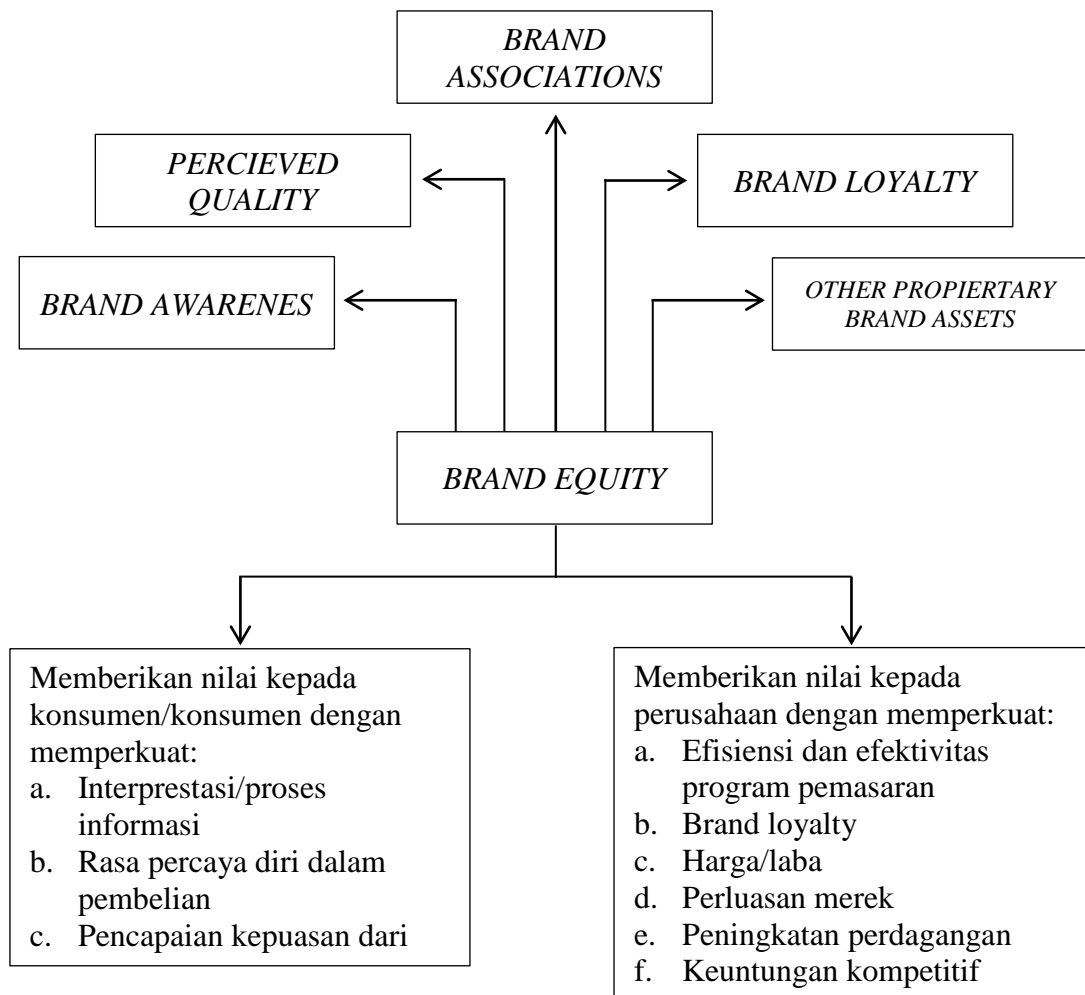 BRAND
ASSOCIATIONS
PERCIEVED
QUALITY
BRAND LOYALTY
BRAND AWARENES
OTHER PROPIERTARY
BRAND ASSETS
BRAND EQUITY
Memberikan nilai kepada
konsumen/konsumen dengan
memperkuat:
a. Interprestasi/proses
informasi
b. Rasa percaya diri dalam
pembelian
c. Pencapaian kepuasan dari
Memberikan nilai kepada
perusahaan dengan memperkuat:
a. Efisiensi dan efektivitas
program pemasaran
b. Brand loyalty
c. Harga/laba
d. Perluasan merek
e. Peningkatan perdagangan
f. Keuntungan kompetitif